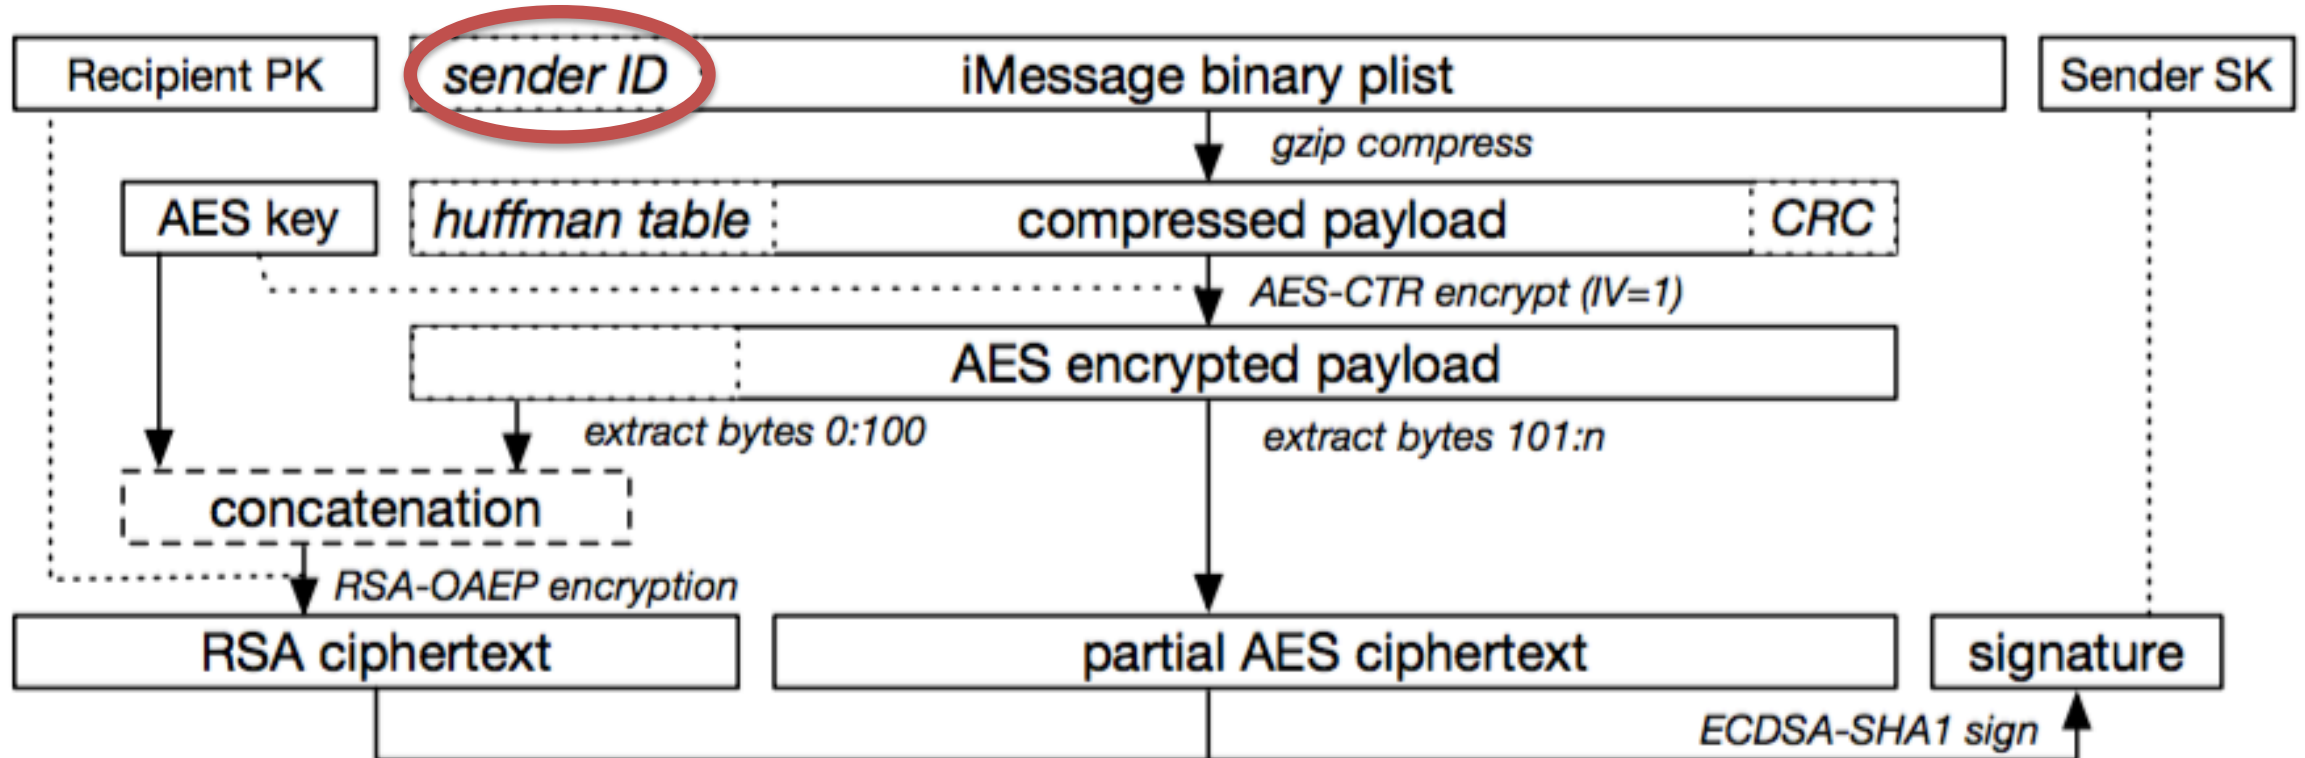 Recipient PK
sender ID
iMessage binary plist
Sender SK
gzip compress
AES key
huffman table
compressed payload
CRC
AES-CTR encrypt (IV=1)
AES encrypted payload
extract bytes 0:100
extract bytes 101:n
concatenation
RSA-OAEP encryption
RSA ciphertext
partial AES ciphertext
signature
ECDSA-SHA1 sign